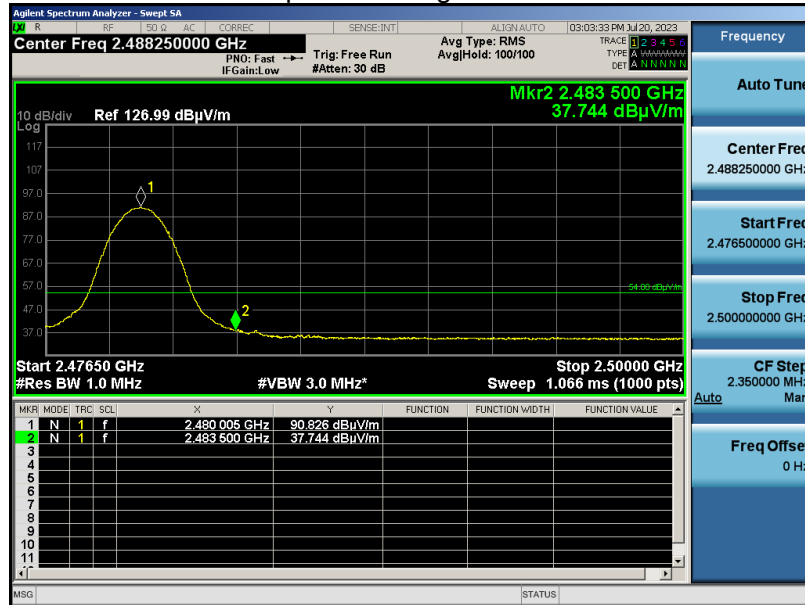 Agilent Spectrum Analyzer - Swept SA
LXI R RF 50 Ω AC CORREC SENSE:INT ALIGN AUTO 03:03:33 PM Jul 20, 2023
Center Freq 2.488250000 GHz
PNO: Fast
IFGain:Low
Trig: Free Run
#Atten: 30 dB
Avg Type: RMS
Avg|Hold: 100/100
TRACE 1 2 3 4 5 6
TYPE A WWWWW
DET A N N N N N
Mkr2 2.483 500 GHz
37.744 dBµV/m
10 dB/div Ref 126.99 dBµV/m
Log
117
107
97.0
87.0
77.0
67.0
57.0
47.0
37.0
1
2
54.00 dBµV/m
Start 2.47650 GHz Stop 2.50000 GHz
#Res BW 1.0 MHz #VBW 3.0 MHz* Sweep 1.066 ms (1000 pts)
MKR MODE TRC SCL X Y FUNCTION FUNCTION WIDTH FUNCTION VALUE
1 N 1 f 2.480 005 GHz 90.826 dBµV/m
2 N 1 f 2.483 500 GHz 37.744 dBµV/m
3
4
5
6
7
8
9
10
11
MSG STATUS
Frequency
Auto Tune
Center Freq
2.488250000 GHz
Start Freq
2.476500000 GHz
Stop Freq
2.500000000 GHz
CF Step
2.350000 MHz
Auto Man
Freq Offset
0 Hz